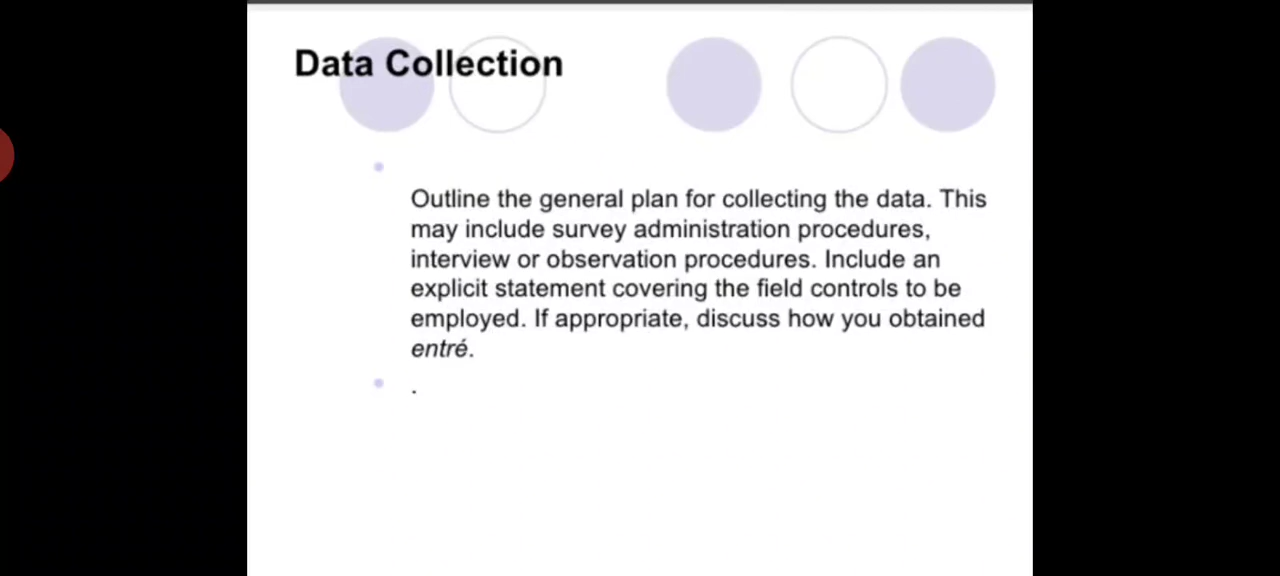 Data Collection
Outline the general plan for collecting the data. This
may include survey administration procedures,
interview or observation procedures. Include an
explicit statement covering the field controls to be
employed. If appropriate, discuss how you obtained
entré.
.